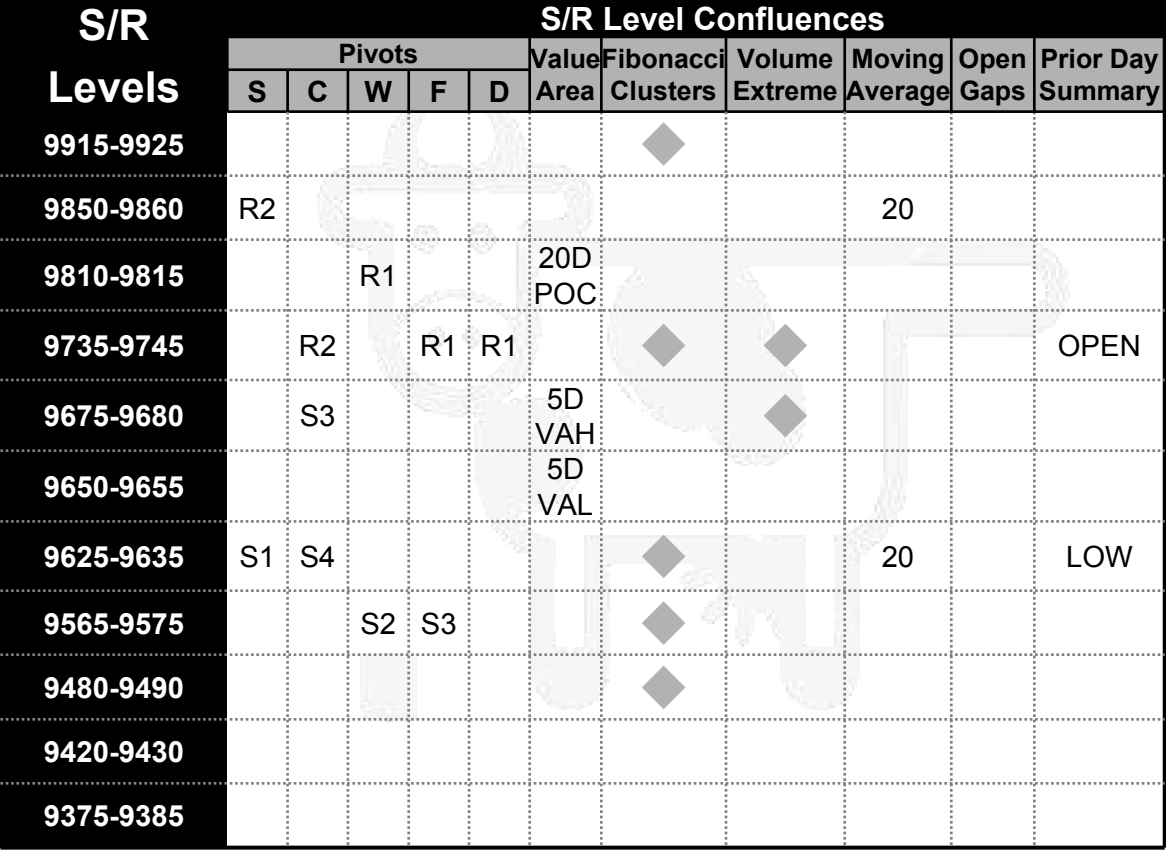 S/R Levels
S/R Level Confluences
Pivots
S C W F D
Value Area
Fibonacci Clusters
Volume Extreme
Moving Average
Open Gaps
Prior Day Summary
9915-9925
9850-9860 R2 20
9810-9815 R1 20D POC
9735-9745 R2 R1 R1 OPEN
9675-9680 S3 5D VAH
9650-9655 5D VAL
9625-9635 S1 S4 20 LOW
9565-9575 S2 S3
9480-9490
9420-9430
9375-9385